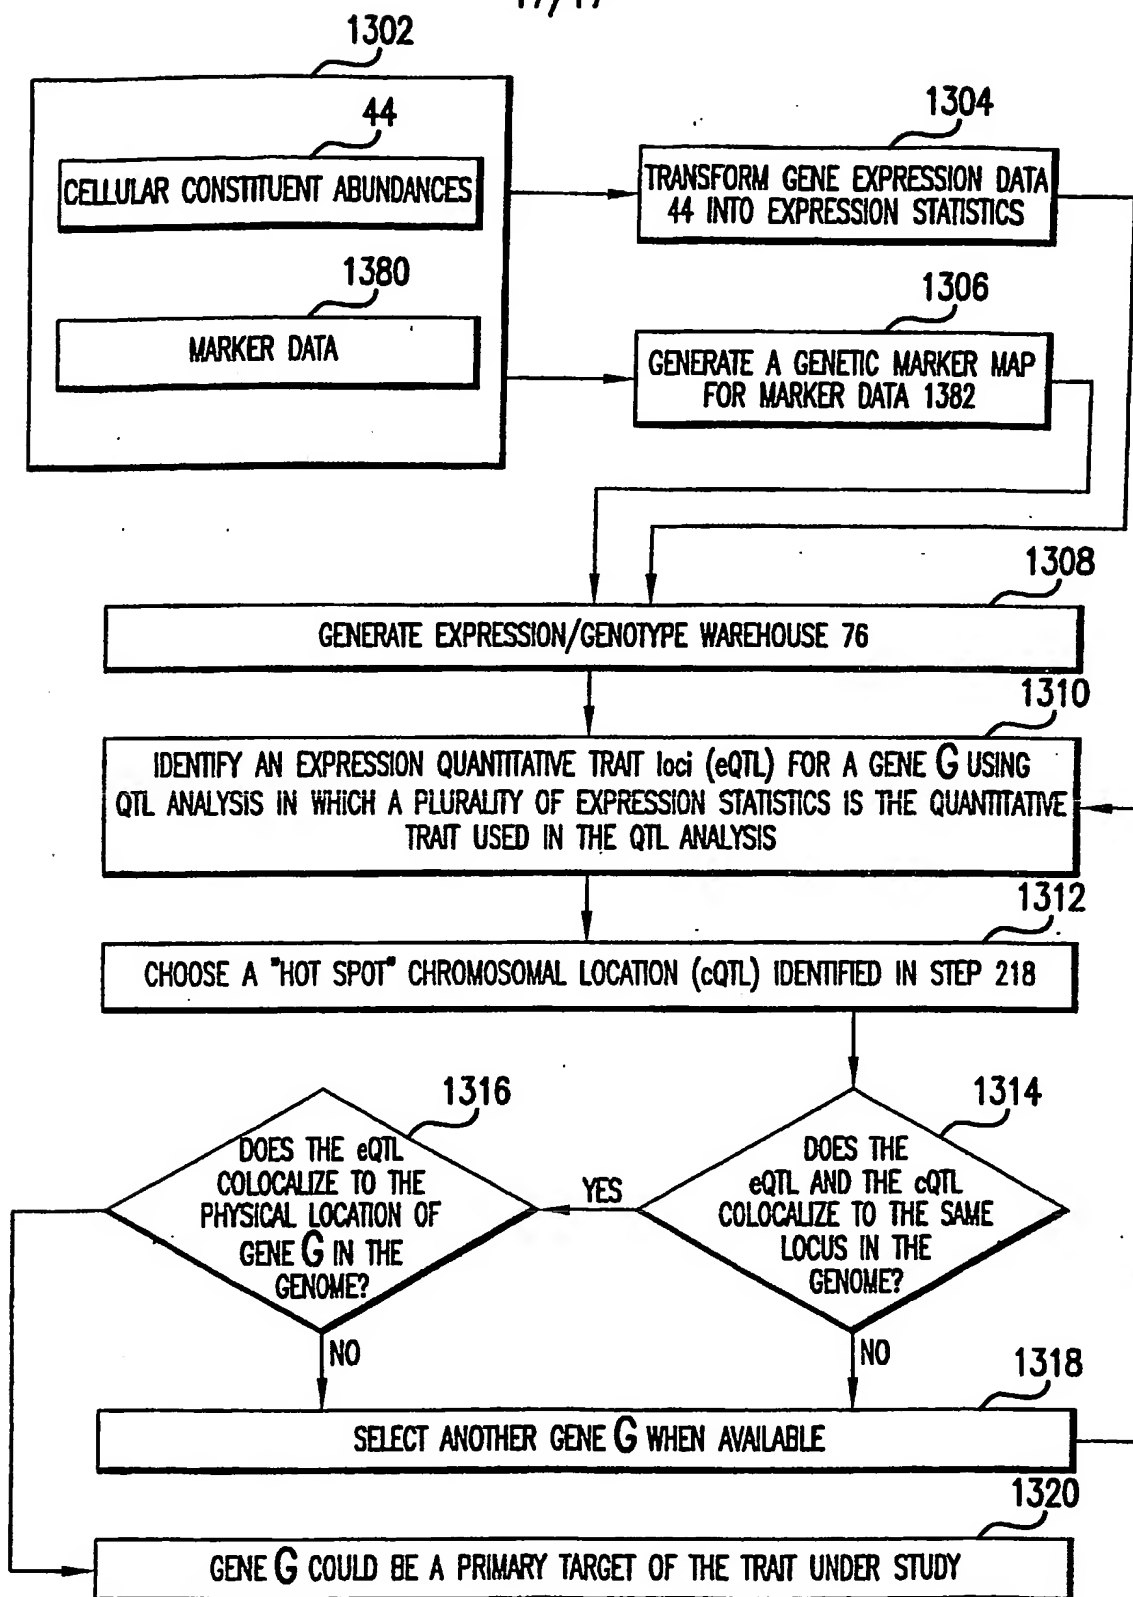 1302
44
CELLULAR CONSTITUENT ABUNDANCES
1380
MARKER DATA
1304
TRANSFORM GENE EXPRESSION DATA
44 INTO EXPRESSION STATISTICS
1306
GENERATE A GENETIC MARKER MAP
FOR MARKER DATA 1382
1308
GENERATE EXPRESSION/GENOTYPE WAREHOUSE 76
1310
IDENTIFY AN EXPRESSION QUANTITATIVE TRAIT loci (eQTL) FOR A GENE G USING
QTL ANALYSIS IN WHICH A PLURALITY OF EXPRESSION STATISTICS IS THE QUANTITATIVE
TRAIT USED IN THE QTL ANALYSIS
1312
CHOOSE A "HOT SPOT" CHROMOSOMAL LOCATION (cQTL) IDENTIFIED IN STEP 218
1316
DOES THE eQTL
COLOCALIZE TO THE
PHYSICAL LOCATION OF
GENE G IN THE
GENOME?
YES
1314
DOES THE
eQTL AND THE cQTL
COLOCALIZE TO THE SAME
LOCUS IN THE
GENOME?
NO
NO
1318
SELECT ANOTHER GENE G WHEN AVAILABLE
1320
GENE G COULD BE A PRIMARY TARGET OF THE TRAIT UNDER STUDY